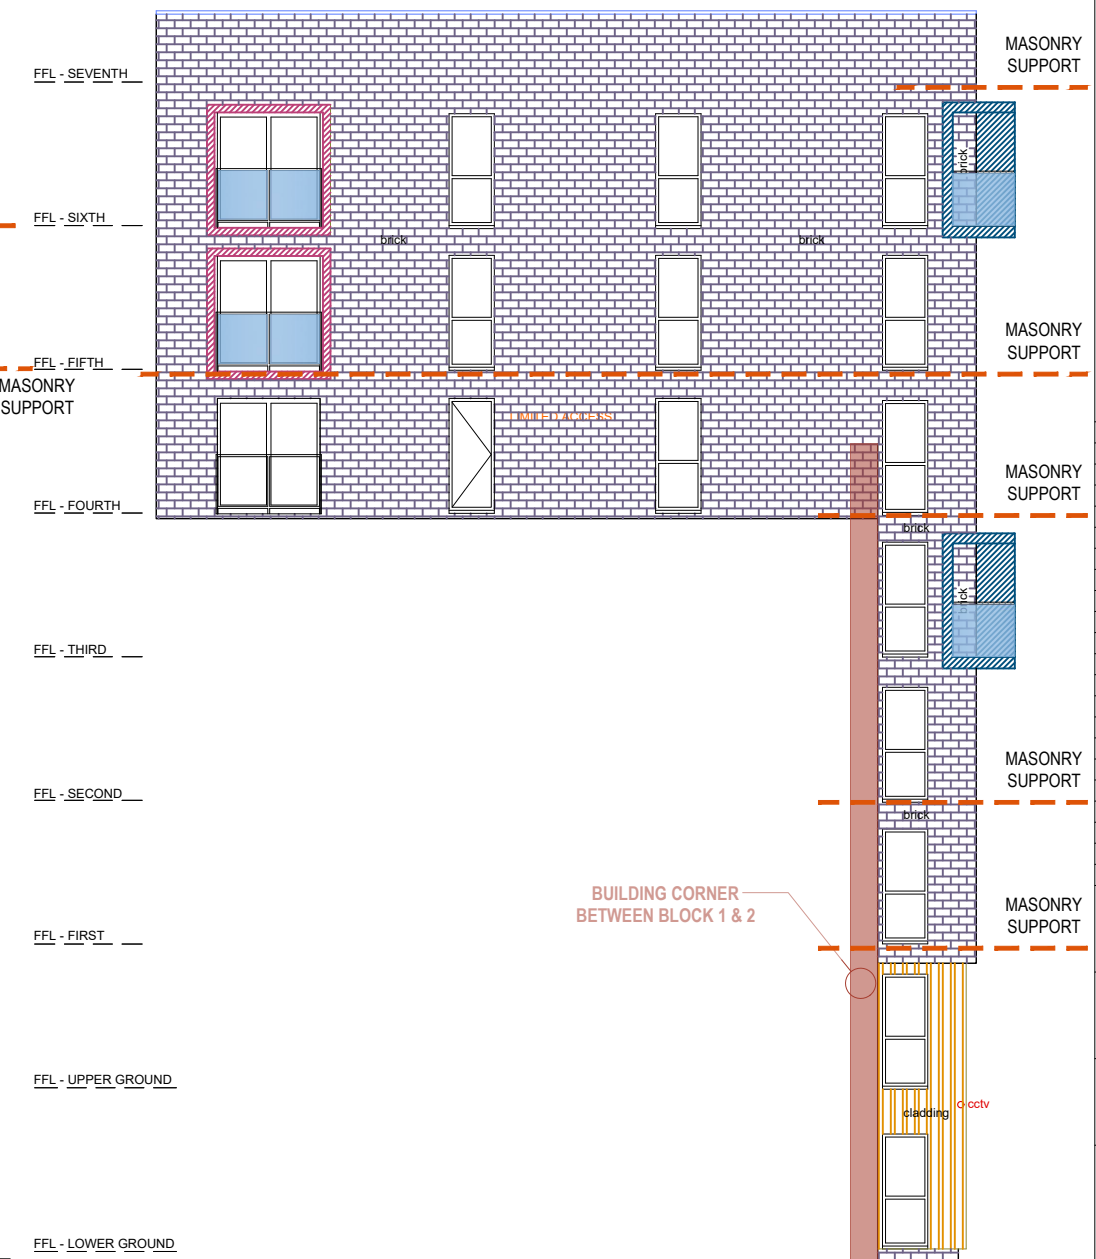 MASONRY
SUPPORT
FFL - SEVENTH
brick
FFL - SIXTH
brick
brick
MASONRY
SUPPORT
FFL - FIFTH
MASONRY
SUPPORT
LIMITED ACCESS!
MASONRY
SUPPORT
FFL - FOURTH
brick
brick
FFL - THIRD
MASONRY
SUPPORT
FFL - SECOND
brick
BUILDING CORNER
BETWEEN BLOCK 1 & 2
MASONRY
SUPPORT
FFL - FIRST
FFL - UPPER GROUND
cctv
cladding
FFL - LOWER GROUND